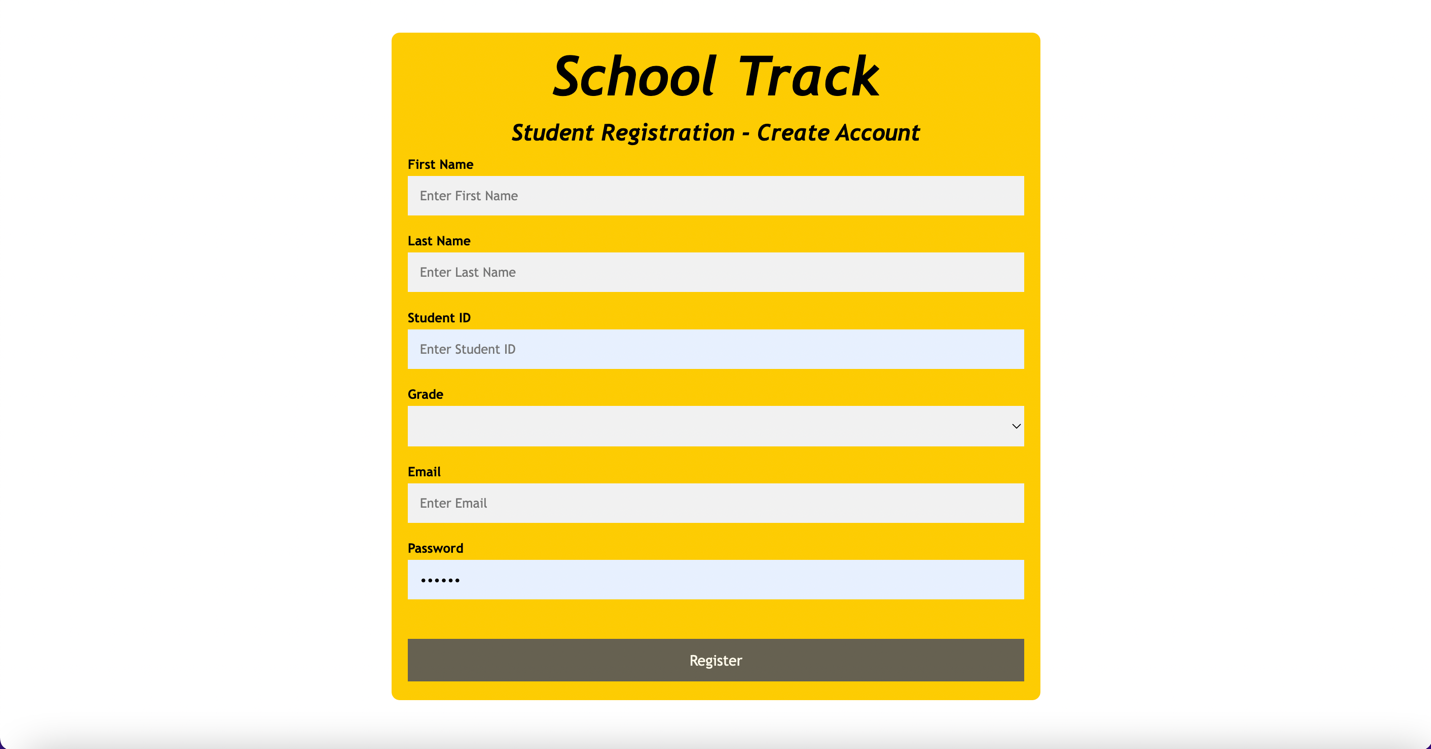 School Track
Student Registration - Create Account
First Name
Enter First Name
Last Name
Enter Last Name
Student ID
Enter Student ID
Grade
Email
Enter Email
Password
••••••
Register